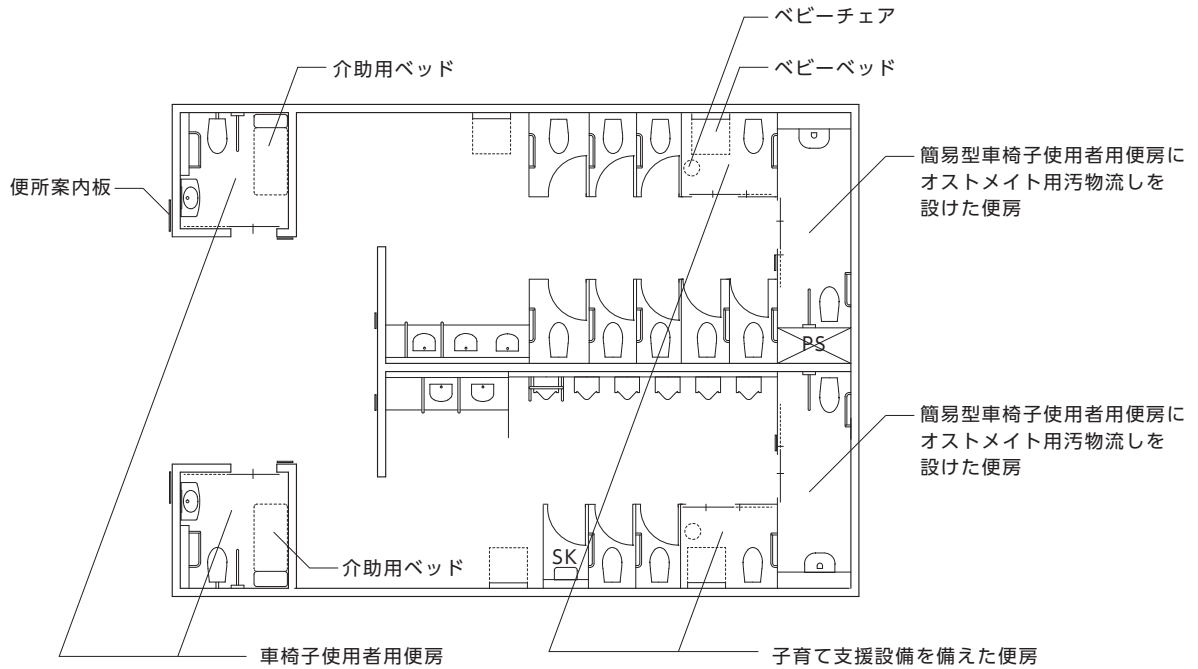 ベビーチェア
介助用ベッド
ベビーベッド
簡易型車椅子使用者用便房に
オストメイト用汚物流しを
設けた便房
便所案内板
PS
簡易型車椅子使用者用便房に
オストメイト用汚物流しを
設けた便房
SK
介助用ベッド
車椅子使用者用便房
子育て支援設備を備えた便房